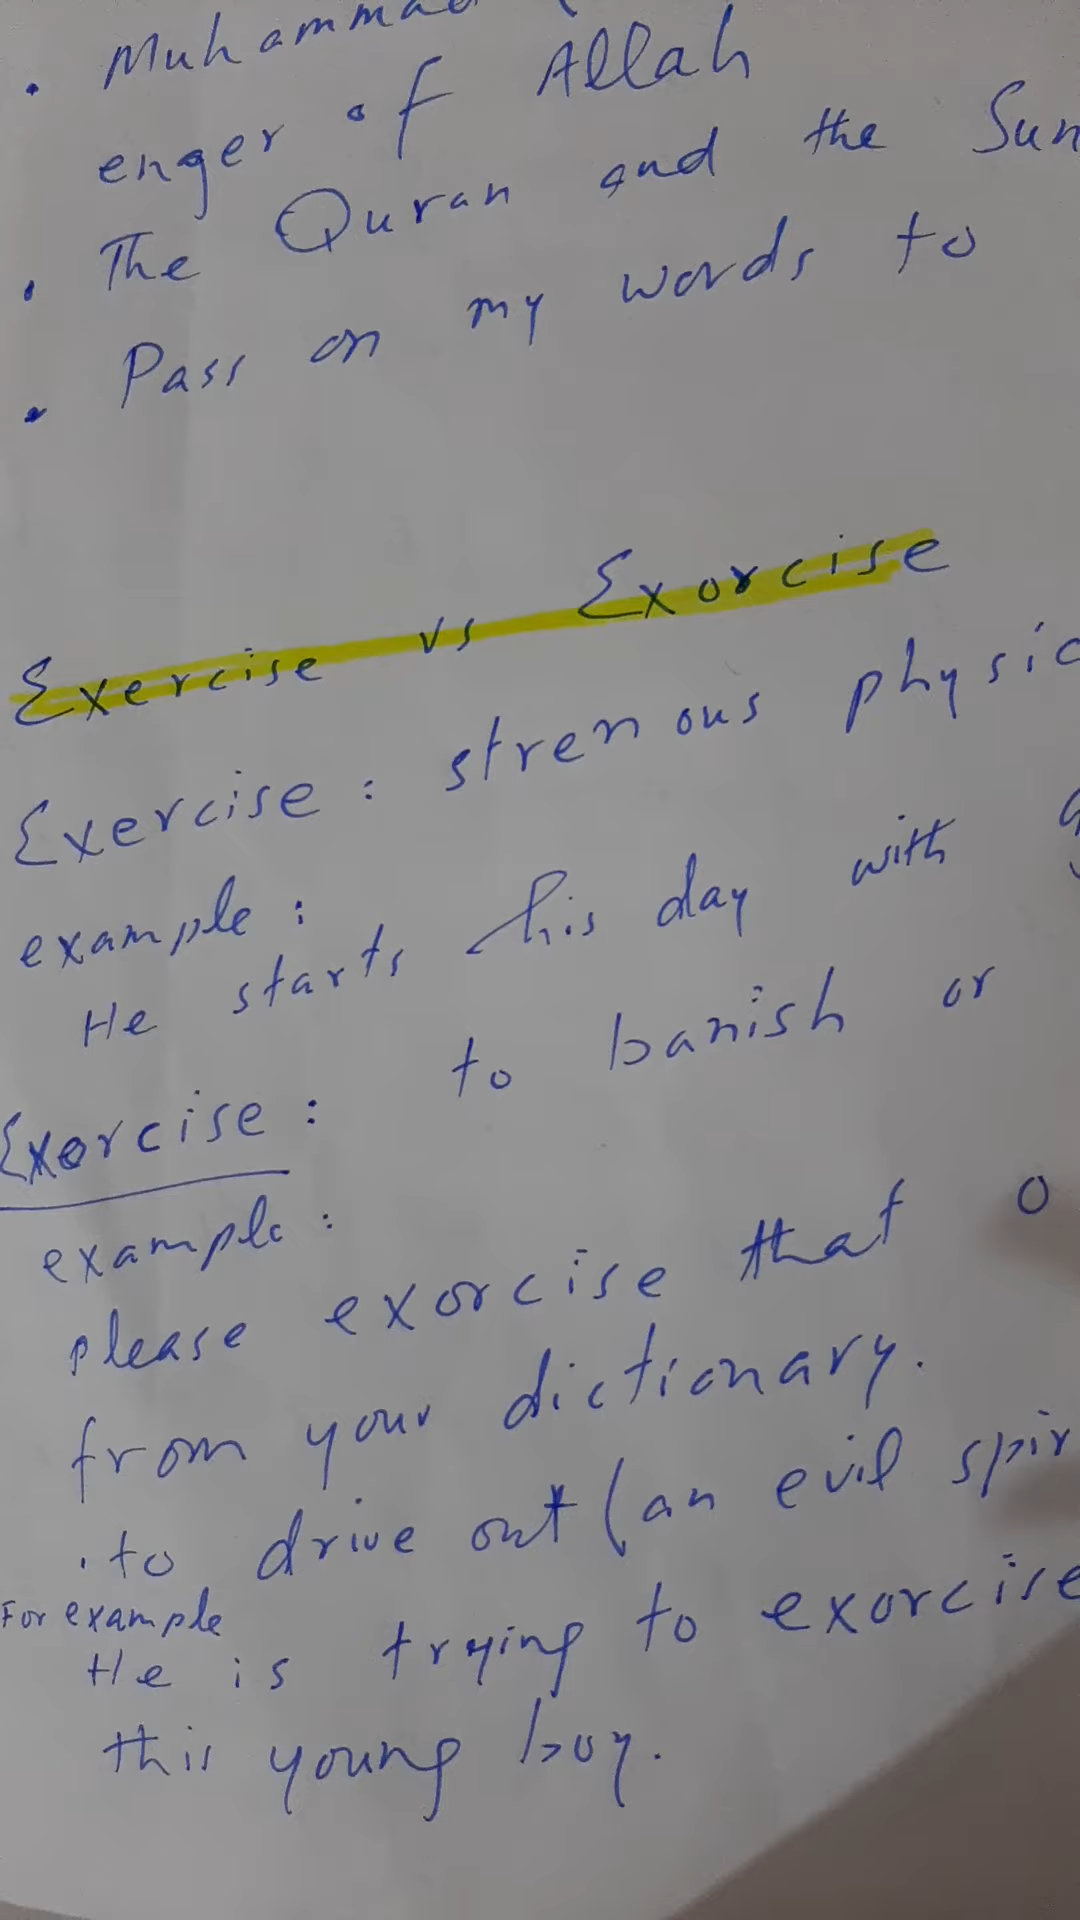 • Muhammad
enger of Allah
• The Quran and the Sun
• Pass on my words to
Exercise vs Exorcise
Exercise : strenous physic
example :
He starts his day with
Exorcise : to banish or
example :
please exorcise that o
from your dictionary.
. to drive out (an evil spir
For example
He is trying to exorcise
this young boy.